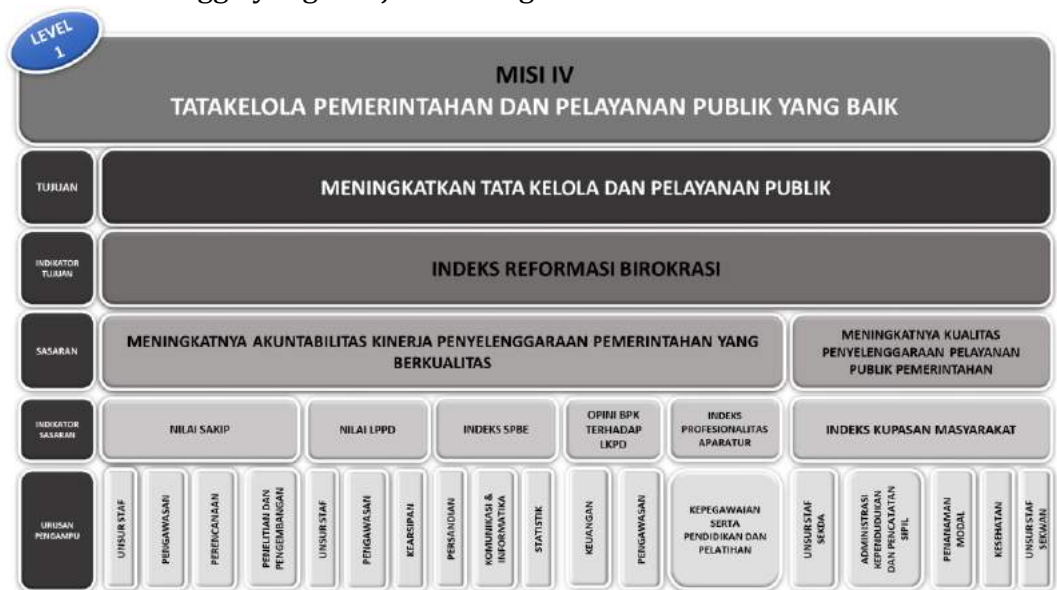 LEVEL
1
MISI IV
TATAKELOLA PEMERINTAHAN DAN PELAYANAN PUBLIK YANG BAIK
TUJUAN
MENINGKATKAN TATA KELOLA DAN PELAYANAN PUBLIK
INDIKATOR
TUJUAN
INDEKS REFORMASI BIROKRASI
SASARAN
MENINGKATNYA AKUNTABILITAS KINERJA PENYELENGGARAAN PEMERINTAHAN YANG
BERKUALITAS
MENINGKATNYA KUALITAS
PENYELENGGARAAN PELAYANAN
PUBLIK PEMERINTAHAN
INDIKATOR
SASARAN
NILAI SAKIP
NILAI LPPD
INDEKS SPBE
OPINI BPK
TERHADAP
LKPD
INDEKS
PROFESIONALITAS
APARATUR
INDEKS KUPASAN MASYARAKAT
URUSAN
PENGAMPU
UNSUR STAF
PENGAWASAN
PERENCANAAN
PENELITIAN DAN
PENGEMBANGAN
UNSUR STAF
PENGAWASAN
KEARSIPAN
PERSANDIAN
KOMUNIKASI &
INFORMATIKA
STATISTIK
KEUANGAN
PENGAWASAN
KEPEGAWAIAN
SERTA
PENDIDIKAN DAN
PELATIHAN
UNSUR STAF
SEKDA
ADMINISTRASI
KEPENDUDUKAN
DAN PENCATATAN
SIPIL
PENANAMAN
MODAL
KESEHATAN
UNSUR STAF
SEKWAN